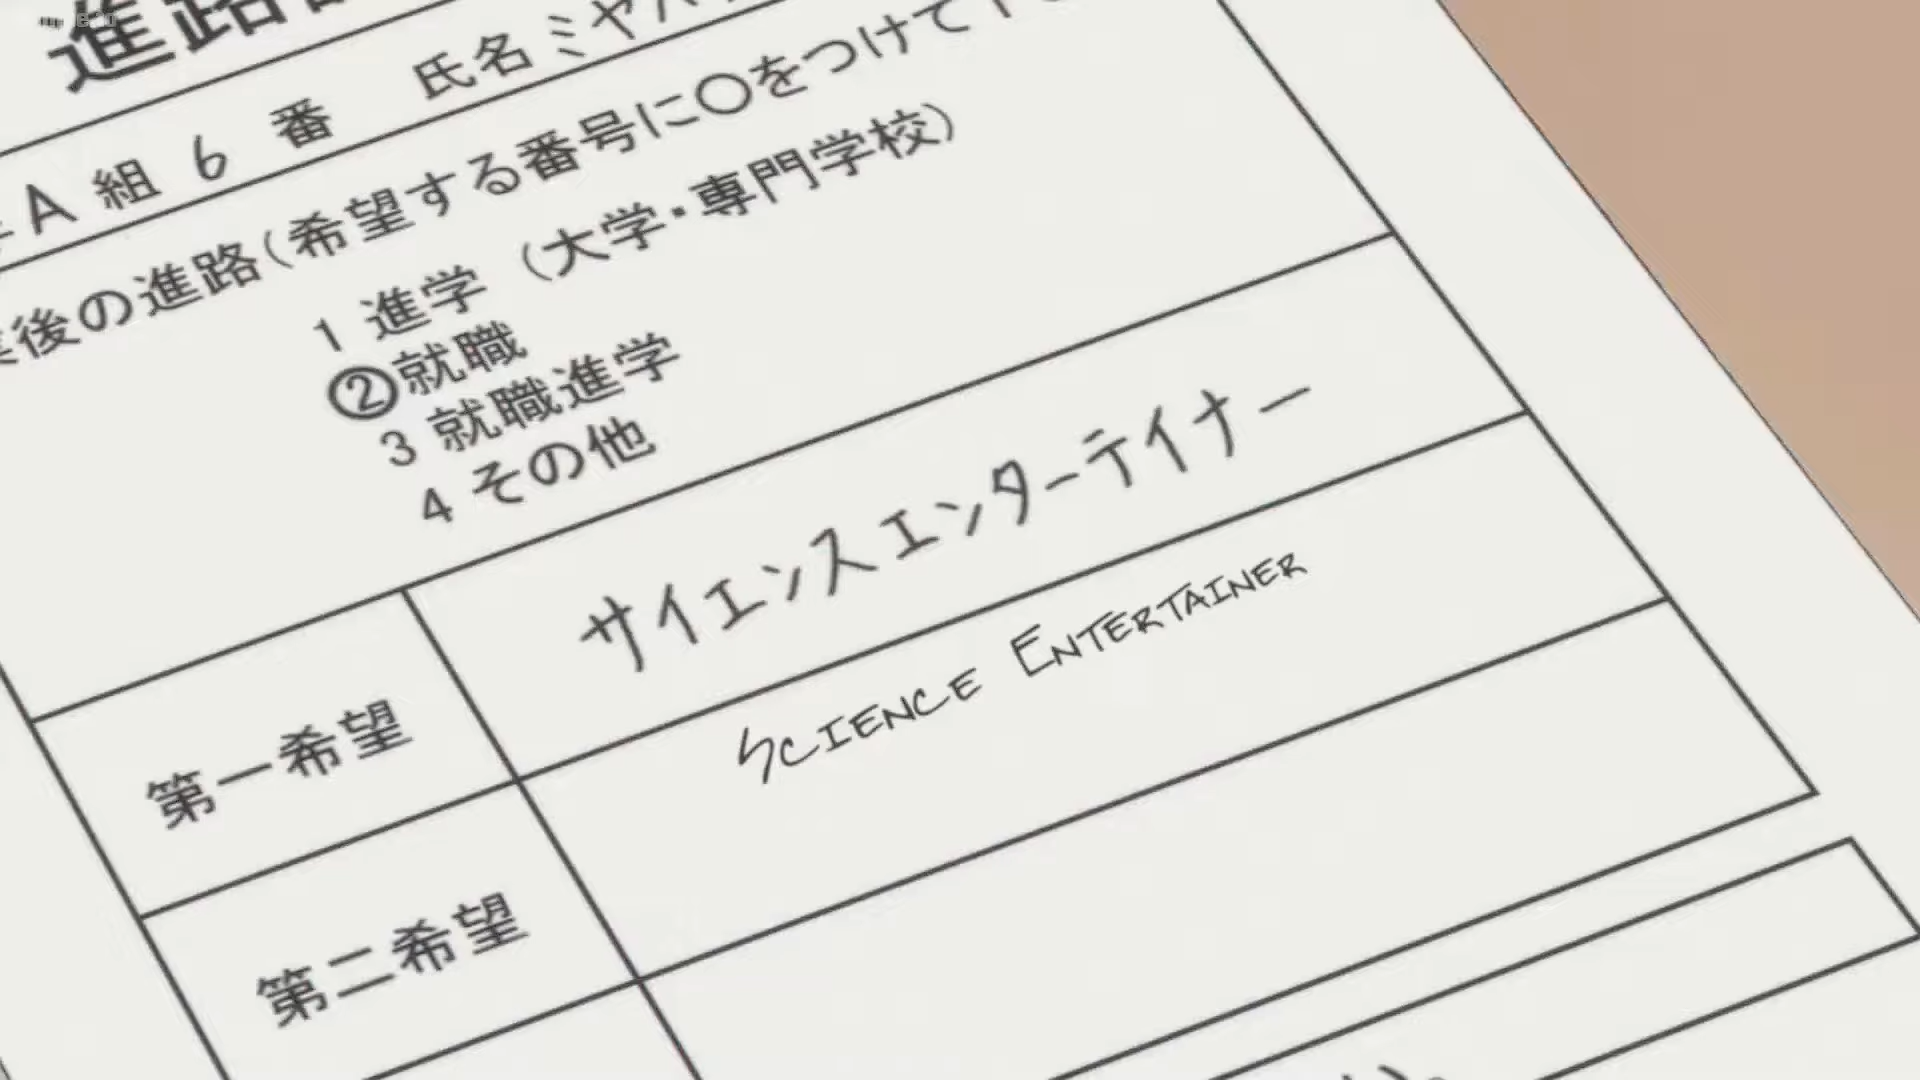 進路
A 組 6 番 氏名 ミヤ
後の進路(希望する番号に〇をつけて
1 進学 (大学・専門学校)
②就職
3 就職進学
4 その他
第一希望 サイエンスエンターテイナー
SCIENCE ENTERTAINER
第二希望